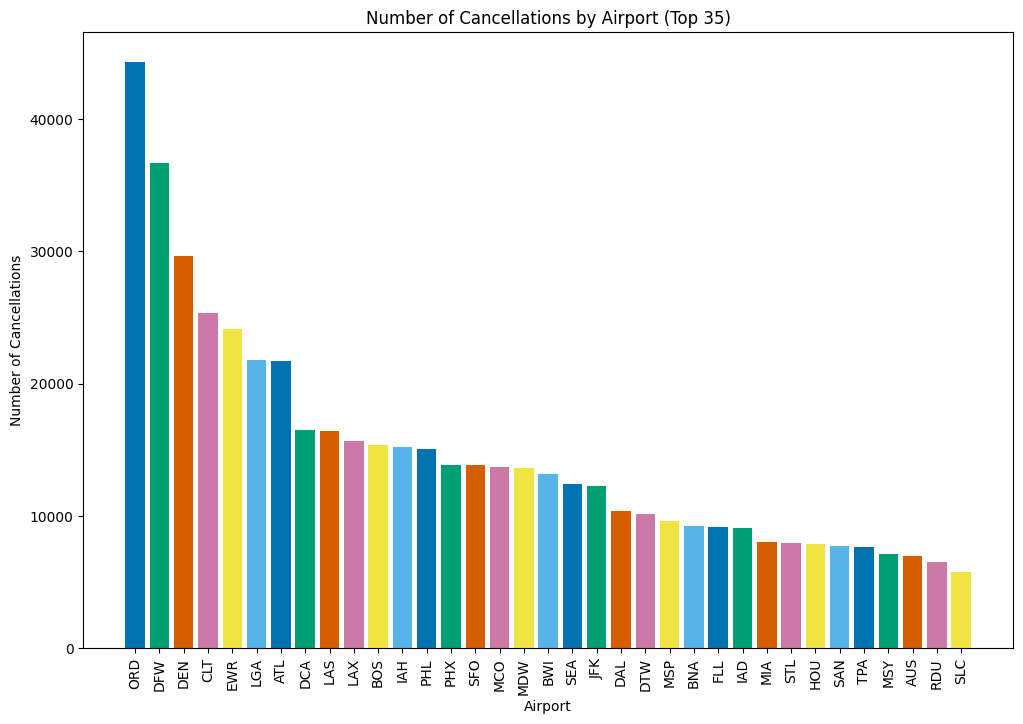 Number of Cancellations by Airport (Top 35)
Number of Cancellations
40000
30000
20000
10000
0
ORD
DFW
DEN
CLT
EWR
LGA
ATL
DCA
LAS
LAX
BOS
IAH
PHL
PHX
SFO
MCO
MDW
BWI
SEA
JFK
DAL
DTW
MSP
BNA
FLL
IAD
MIA
STL
HOU
SAN
TPA
MSY
AUS
RDU
SLC
Airport